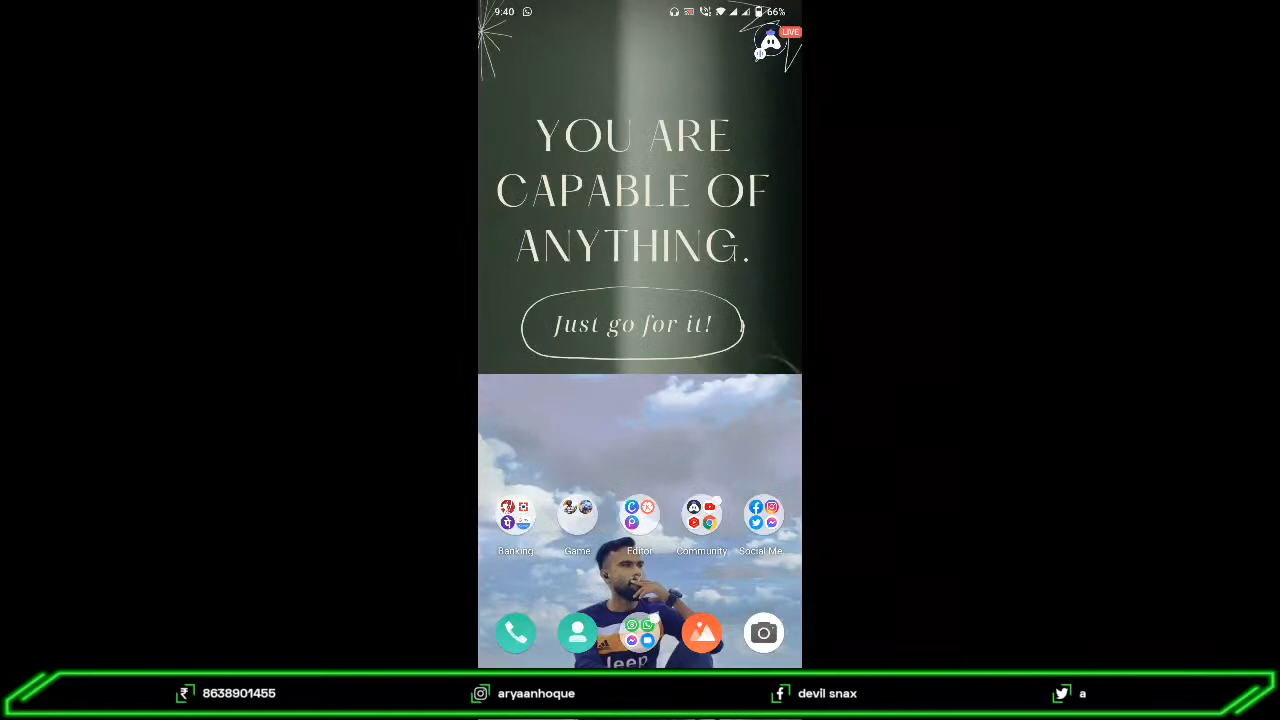 9:40
66%
LIVE
YOU ARE
CAPABLE OF
ANYTHING.
Just go for it!
Banking
Game
Editor
Community
Social Me...
Jeep
₹ 8638901455
aryaanhoque
devil snax
a